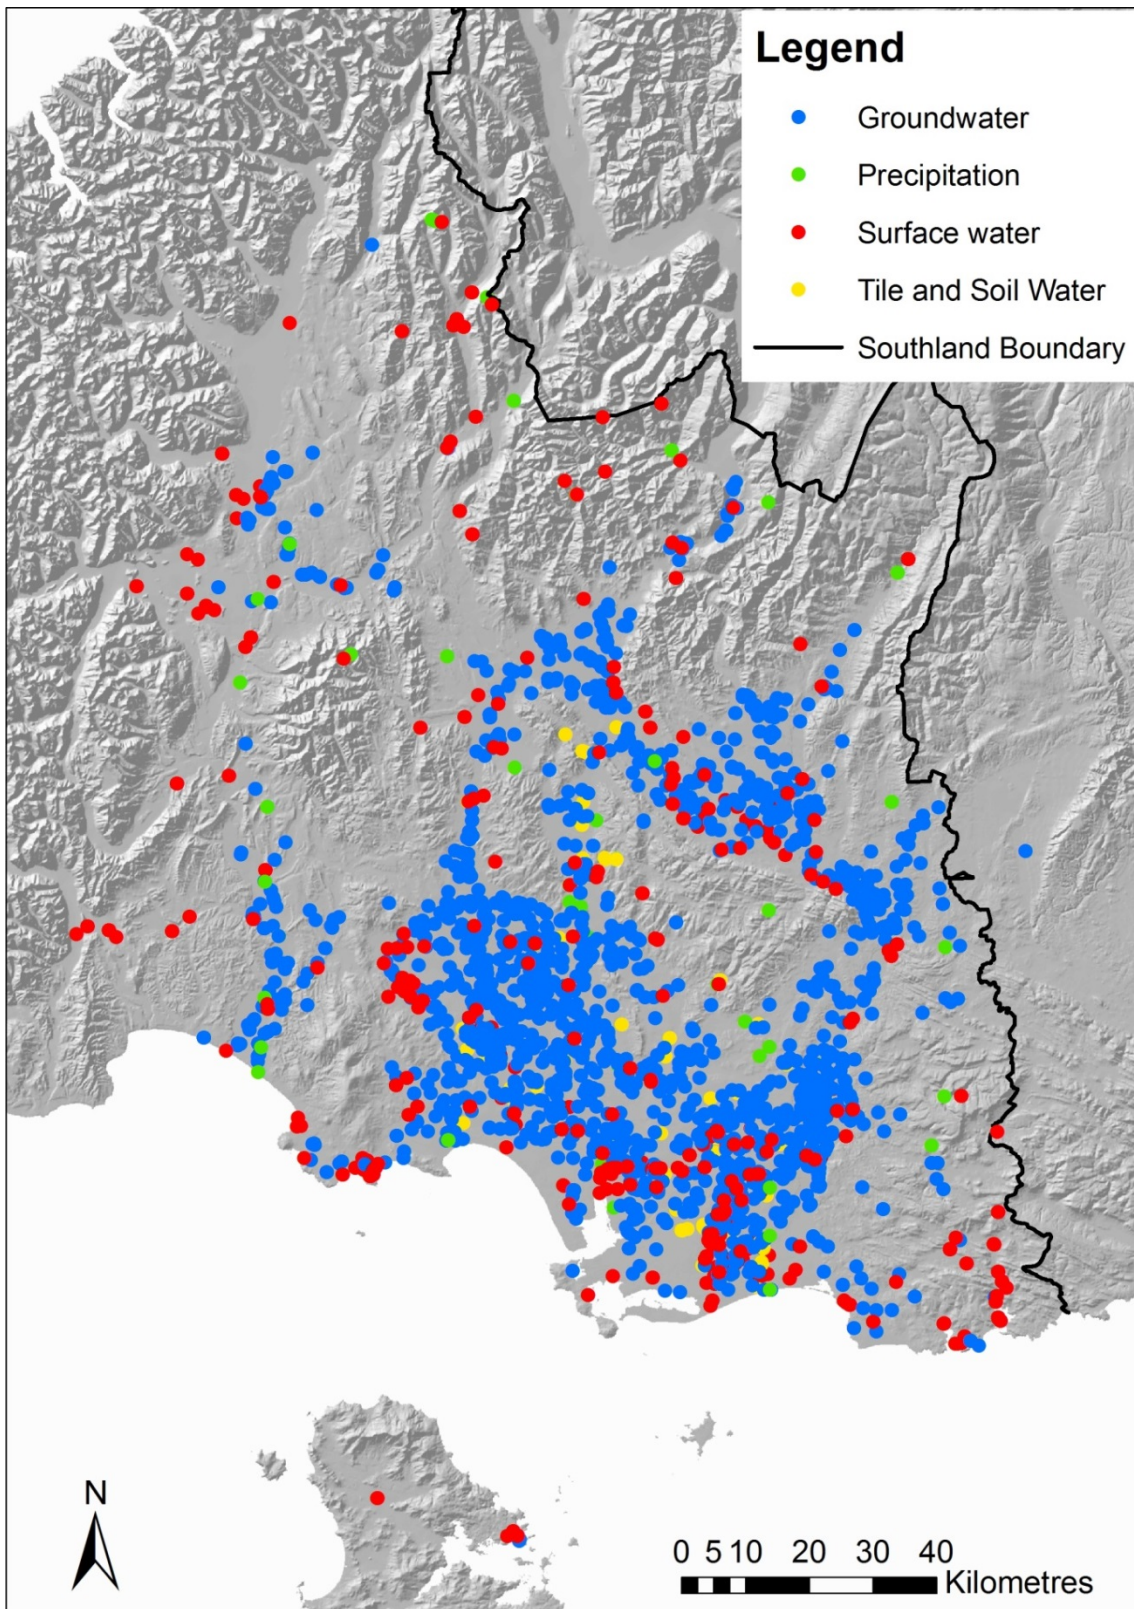 Legend
Groundwater
Precipitation
Surface water
Tile and Soil Water
Southland Boundary
N
0 5 10 20 30 40
Kilometres